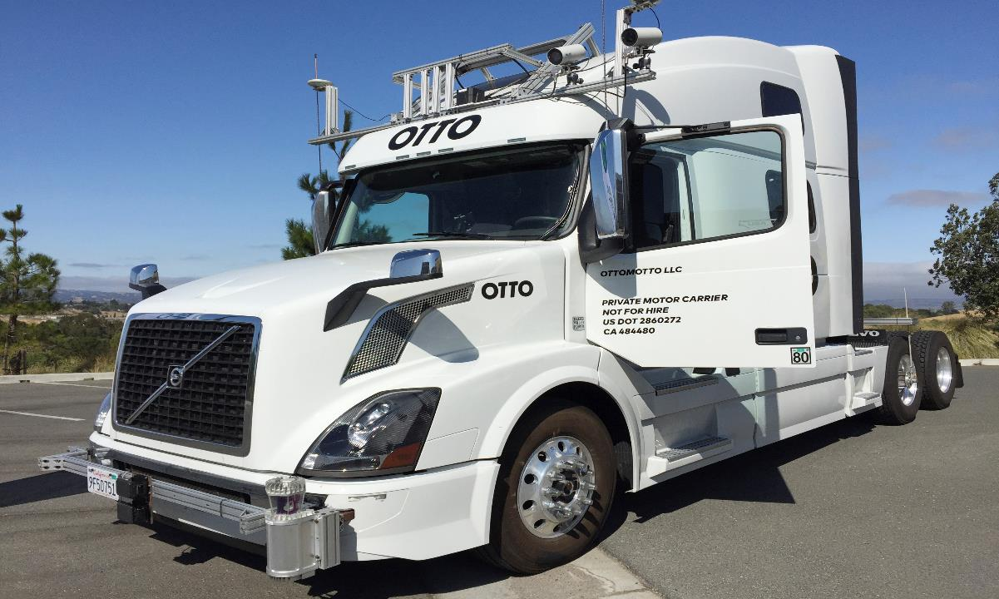 OTTO
OTTO
OTTOMOTTO LLC
PRIVATE MOTOR CARRIER
NOT FOR HIRE
US DOT 2860272
CA 484480
80
9F50751